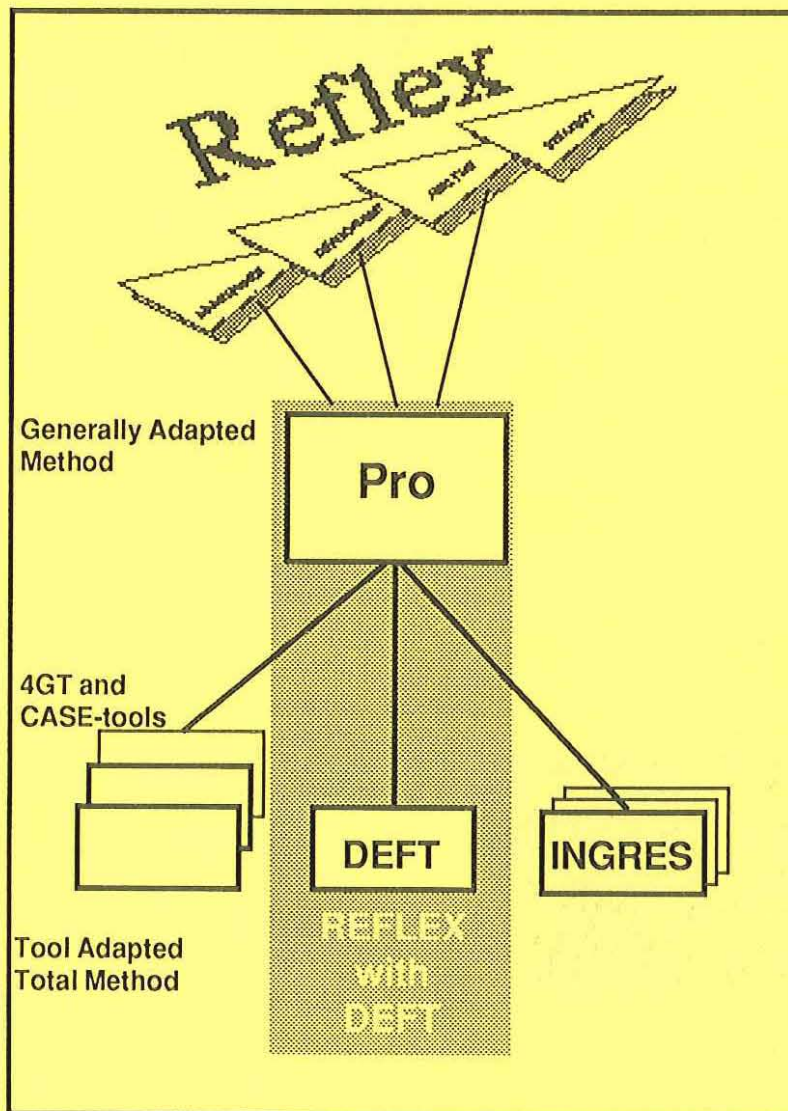 Reflex
Generally Adapted
Method
Pro
4GT and
CASE-tools
DEFT
INGRES
Tool Adapted
Total Method
REFLEX
with
DEFT